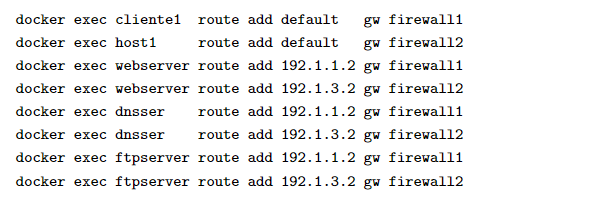 docker exec cliente1  route add default   gw firewall1
docker exec host1     route add default   gw firewall2
docker exec webserver route add 192.1.1.2 gw firewall1
docker exec webserver route add 192.1.3.2 gw firewall2
docker exec dnsser    route add 192.1.1.2 gw firewall1
docker exec dnsser    route add 192.1.3.2 gw firewall2
docker exec ftpserver route add 192.1.1.2 gw firewall1
docker exec ftpserver route add 192.1.3.2 gw firewall2